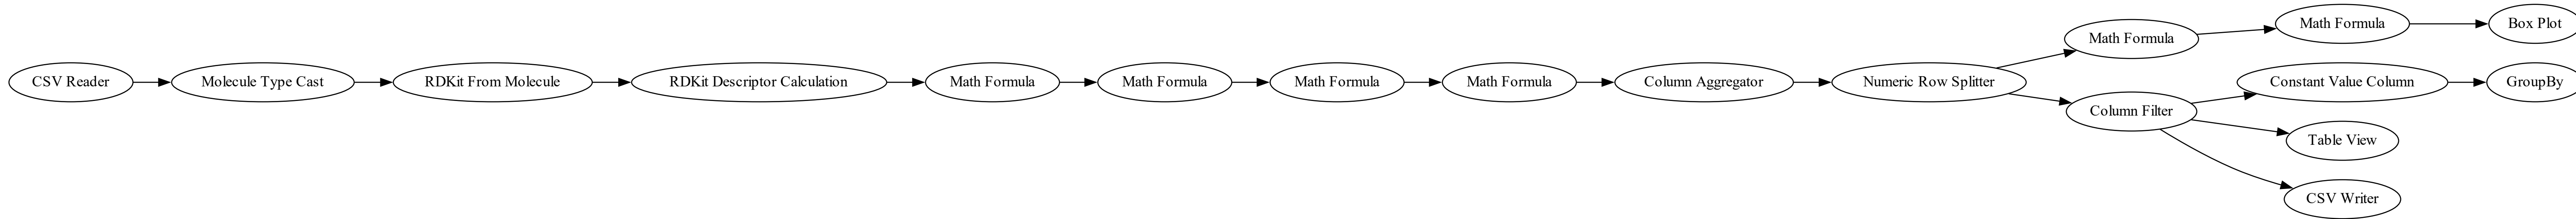 CSV Reader
Molecule Type Cast
RDKit From Molecule
RDKit Descriptor Calculation
Math Formula
Math Formula
Math Formula
Math Formula
Column Aggregator
Numeric Row Splitter
Math Formula
Math Formula
Box Plot
Column Filter
Constant Value Column
GroupBy
Table View
CSV Writer